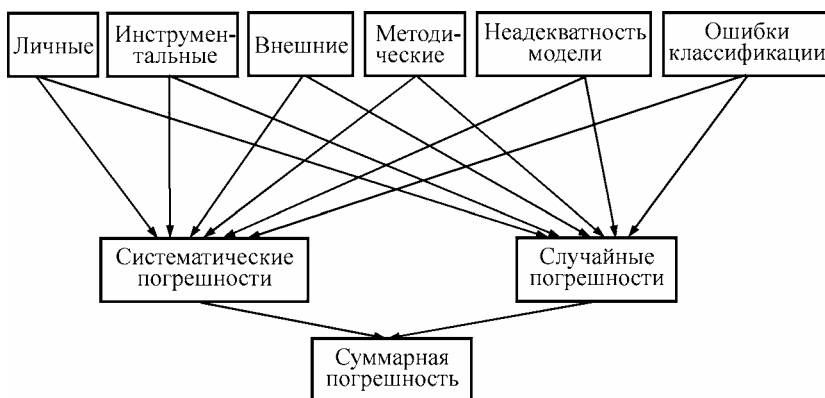 Личные
Инструмен-
тальные
Внешние
Методи-
ческие
Неадекватность
модели
Ошибки
классификации
Систематические
погрешности
Случайные
погрешности
Суммарная
погрешность